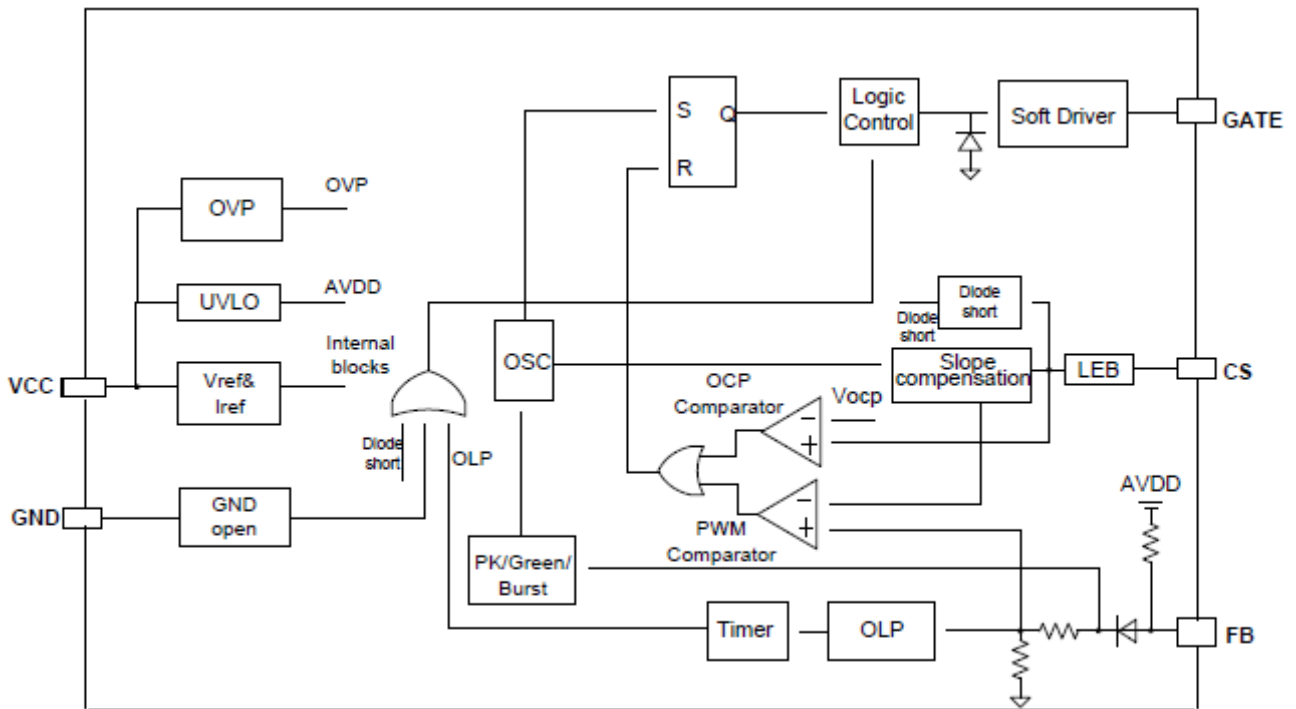 S
Q
R
Logic
Control
Soft Driver
GATE
OVP
OVP
UVLO
AVDD
Internal
blocks
VCC
Vref&
Iref
OSC
Diode
short
Diode
short
Slope
compensation
LEB
CS
OCP
Comparator
Vocp
−
+
Diode
short
OLP
GND
GND
open
PWM
Comparator
−
+
AVDD
PK/Green/
Burst
Timer
OLP
FB